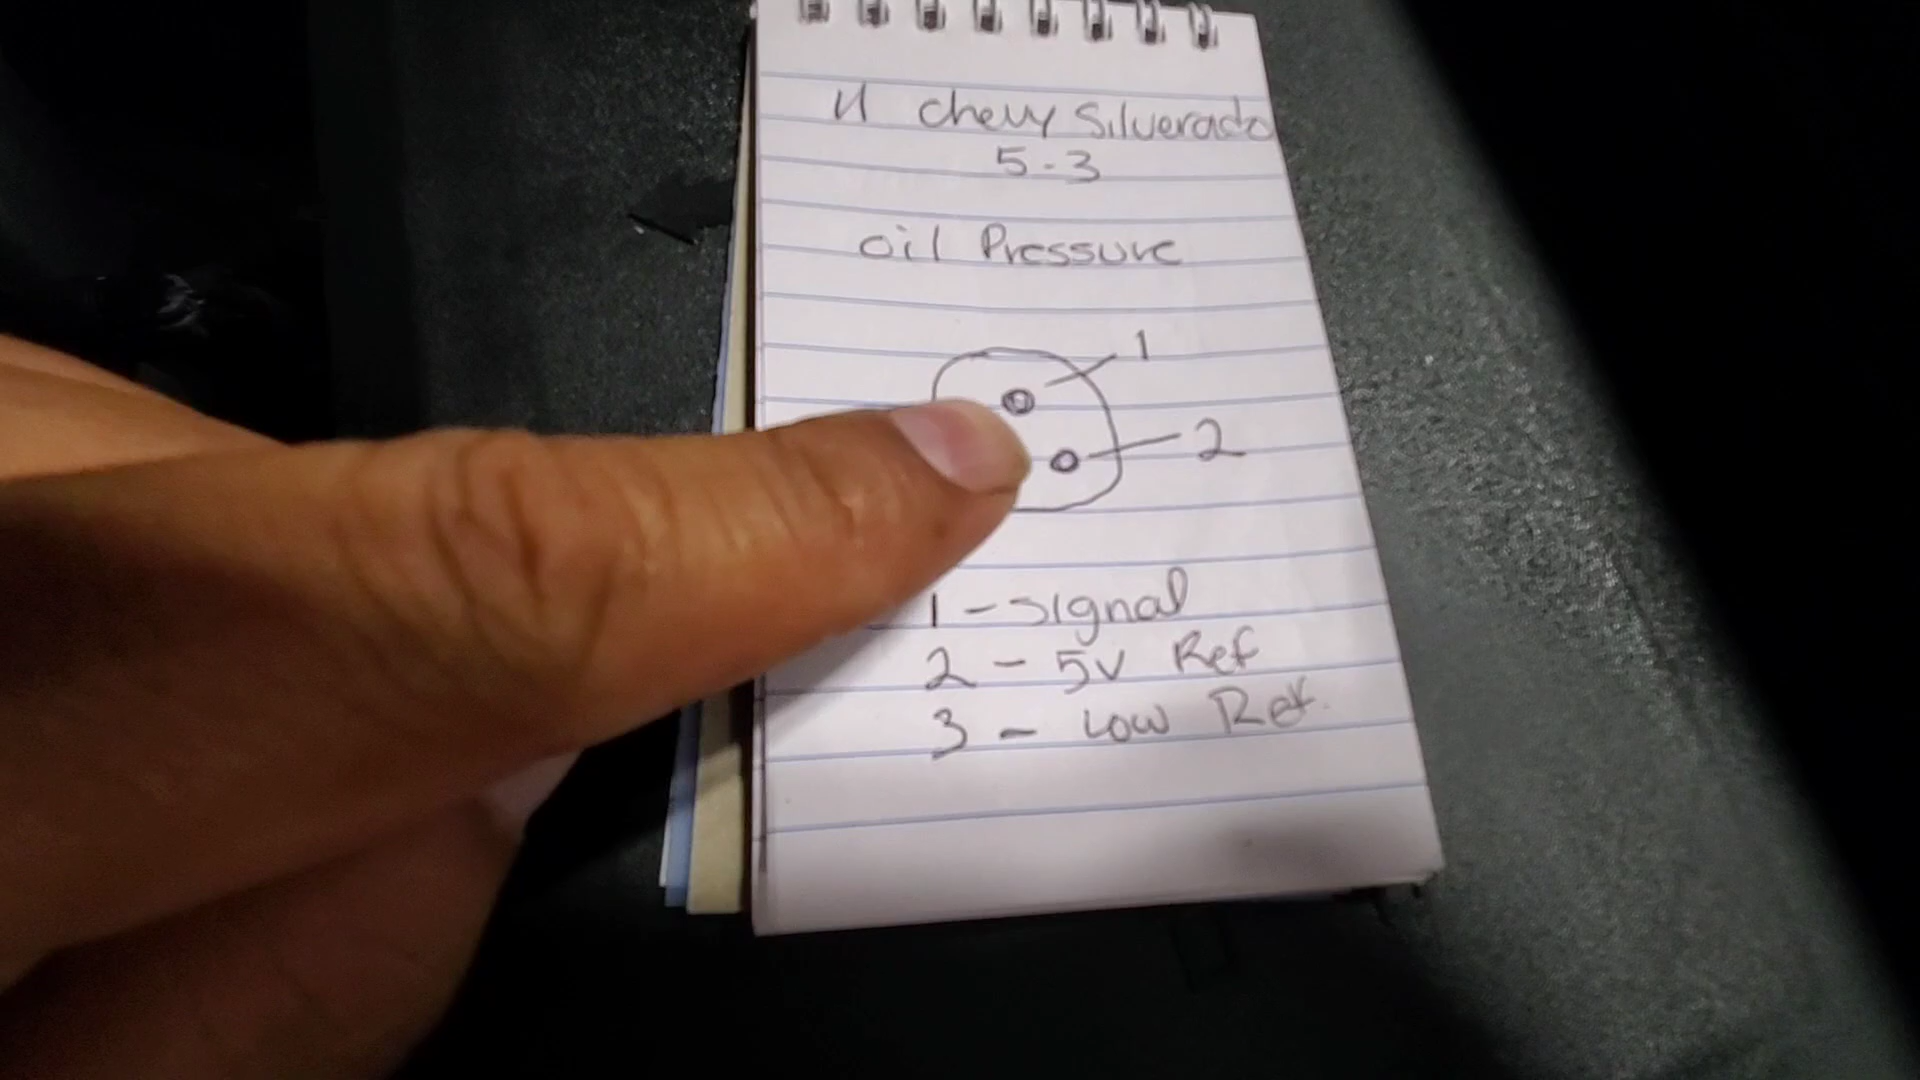 11 Chevy Silverado
5.3
Oil Pressure
1
2
1 - Signal
2 - 5v Ref
3 - Low Ref.